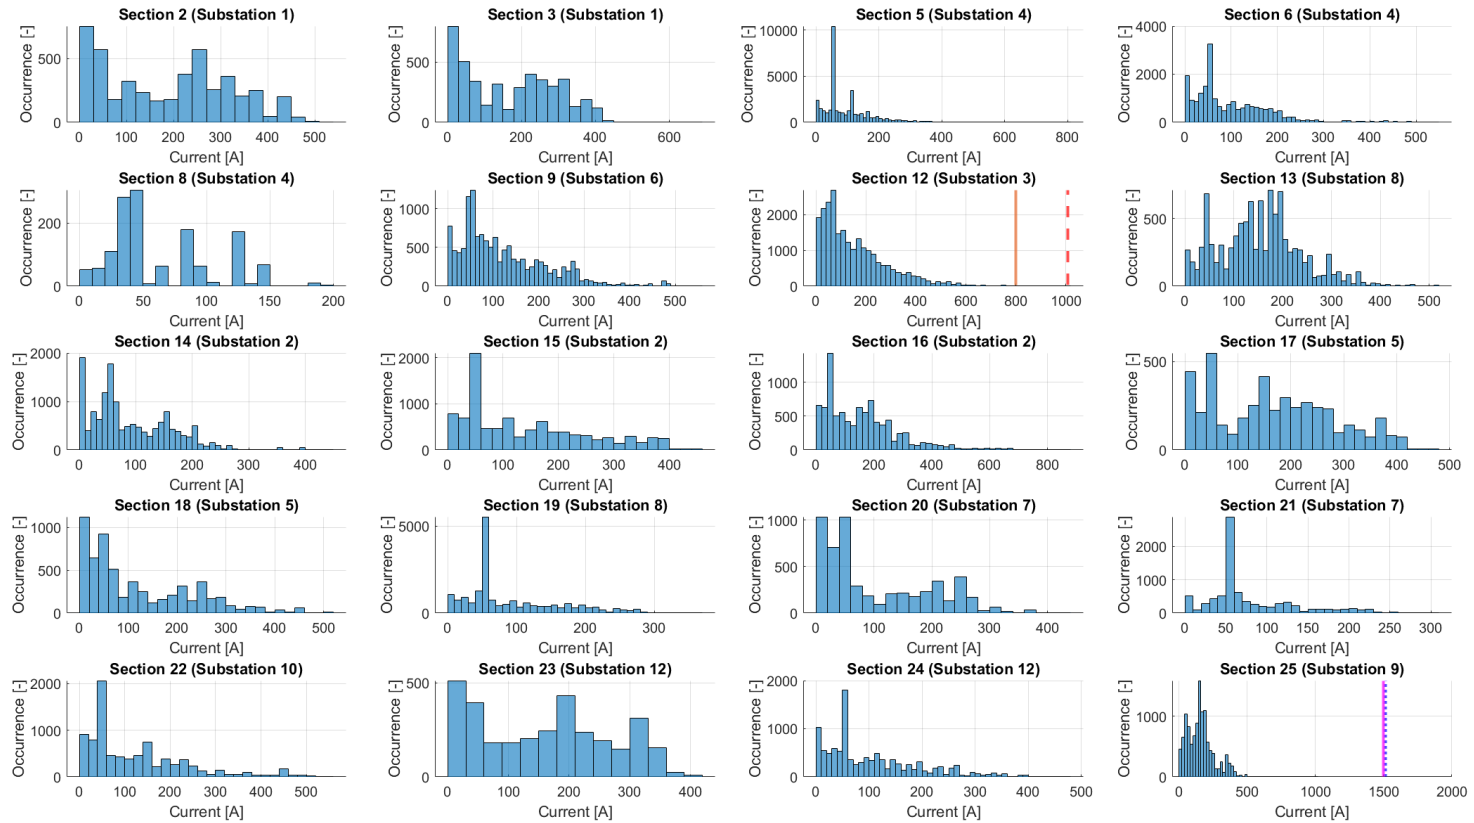 Section 2 (Substation 1)
Occurrence [-]
500
0
0 100 200 300 400 500
Current [A]
Section 3 (Substation 1)
Occurrence [-]
500
0
0 200 400 600
Current [A]
Section 5 (Substation 4)
Occurrence [-]
10000
5000
0
0 200 400 600 800
Current [A]
Section 6 (Substation 4)
Occurrence [-]
4000
2000
0
0 100 200 300 400 500
Current [A]
Section 8 (Substation 4)
Occurrence [-]
200
0
0 50 100 150 200
Current [A]
Section 9 (Substation 6)
Occurrence [-]
1000
500
0
0 100 200 300 400 500
Current [A]
Section 12 (Substation 3)
Occurrence [-]
2000
1000
0
0 200 400 600 800 1000
Current [A]
Section 13 (Substation 8)
Occurrence [-]
500
0
0 100 200 300 400 500
Current [A]
Section 14 (Substation 2)
Occurrence [-]
2000
1000
0
0 100 200 300 400
Current [A]
Section 15 (Substation 2)
Occurrence [-]
2000
1000
0
0 100 200 300 400
Current [A]
Section 16 (Substation 2)
Occurrence [-]
1000
500
0
0 200 400 600 800
Current [A]
Section 17 (Substation 5)
Occurrence [-]
500
0
0 100 200 300 400 500
Current [A]
Section 18 (Substation 5)
Occurrence [-]
1000
500
0
0 100 200 300 400 500
Current [A]
Section 19 (Substation 8)
Occurrence [-]
5000
0
0 100 200 300
Current [A]
Section 20 (Substation 7)
Occurrence [-]
1000
500
0
0 100 200 300 400
Current [A]
Section 21 (Substation 7)
Occurrence [-]
2000
1000
0
0 50 100 150 200 250 300
Current [A]
Section 22 (Substation 10)
Occurrence [-]
2000
1000
0
0 100 200 300 400 500
Current [A]
Section 23 (Substation 12)
Occurrence [-]
500
0
0 100 200 300 400
Current [A]
Section 24 (Substation 12)
Occurrence [-]
2000
1000
0
0 100 200 300 400 500
Current [A]
Section 25 (Substation 9)
Occurrence [-]
1000
0
0 500 1000 1500 2000
Current [A]